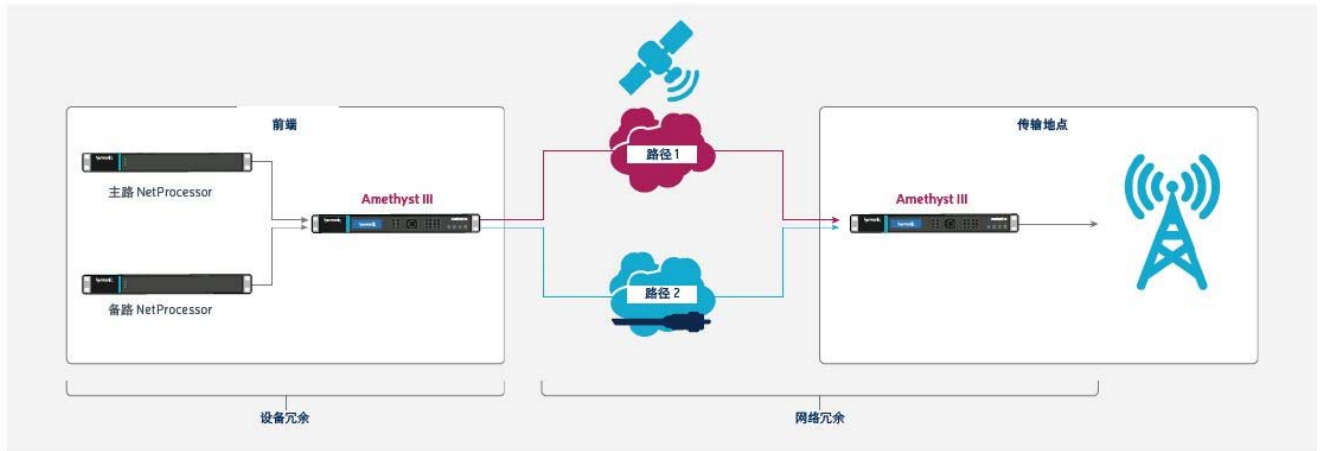 前端
传输地点
主路 NetProcessor
备路 NetProcessor
Amethyst III
路径 1
路径 2
Amethyst III
设备冗余
网络冗余